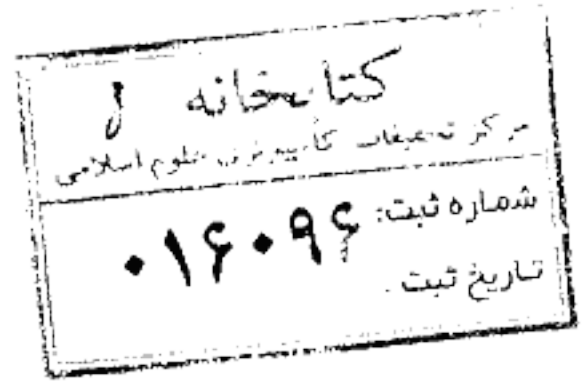 کتابخانه
مرکز تحقیقات کامپیوتری علوم اسلامی
شماره ثبت: ۰۱۶۰۹۶
تاریخ ثبت